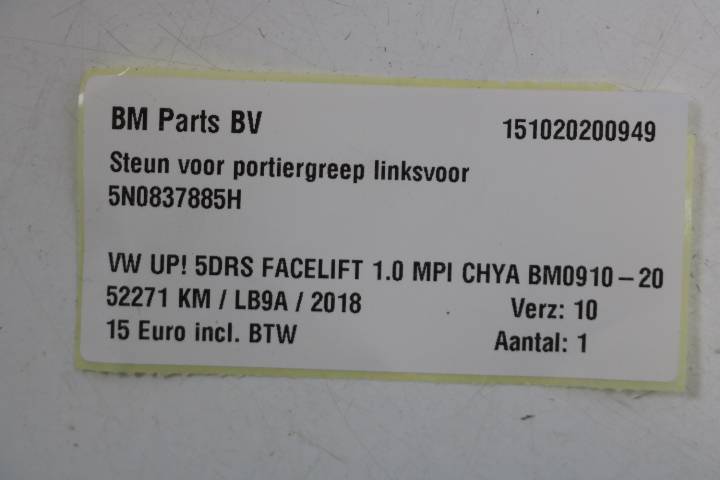 BM Parts BV 151020200949
Steun voor portiergreep linksvoor
5N0837885H
VW UP! 5DRS FACELIFT 1.0 MPI CHYA BM0910-20
52271 KM / LB9A / 2018 Verz: 10
15 Euro incl. BTW Aantal: 1